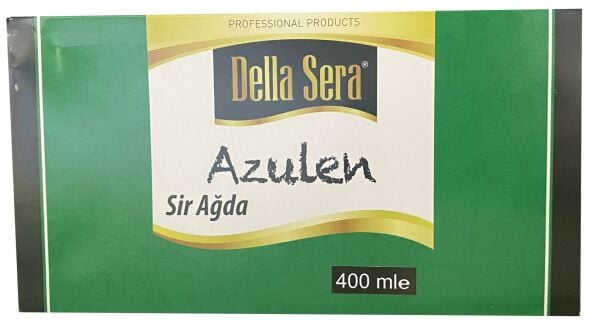 PROFESSIONAL PRODUCTS
Della Sera®
Azulen
Sir Ağda
400 mle